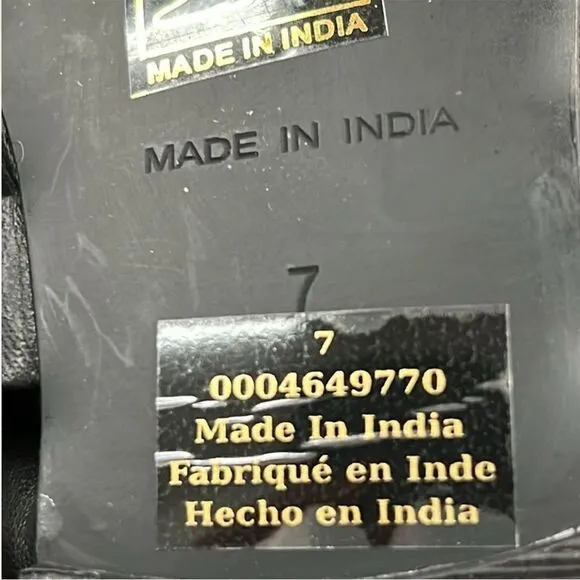 MADE IN INDIA
MADE IN INDIA
7
7
0004649770
Made In India
Fabriqué en Inde
Hecho en India